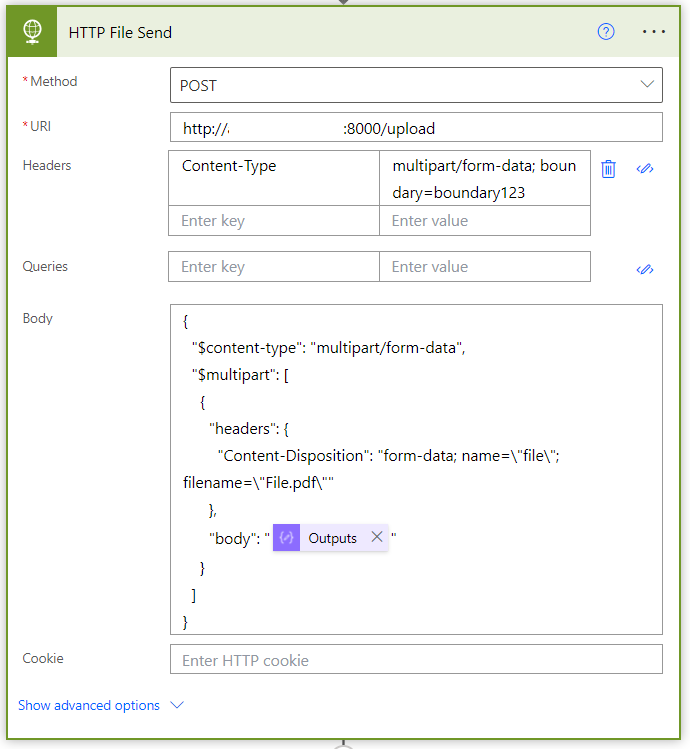 HTTP File Send
* Method
POST
* URI
http:// :8000/upload
Headers
Content-Type
multipart/form-data; boun
dary=boundary123
Enter key
Enter value
Queries
Enter key
Enter value
Body
{
"$content-type": "multipart/form-data",
"$multipart": [
{
"headers": {
"Content-Disposition": "form-data; name=\"file\";
filename=\"File.pdf\""
},
"body": " Outputs "
}
]
}
Cookie
Enter HTTP cookie
Show advanced options